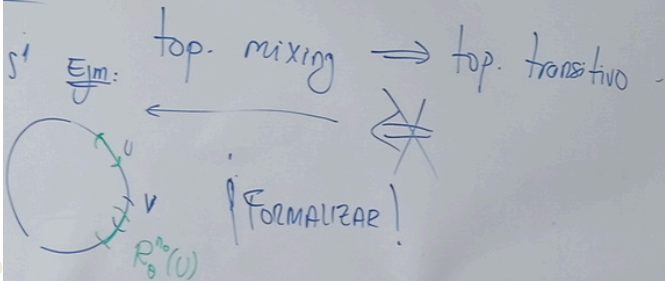 top. mixing ⟹ top. transitivo.
S¹ Ejm:
⟵ ⇍
U
V
¡FORMALIZAR!
R_θ^{n₀}(U)